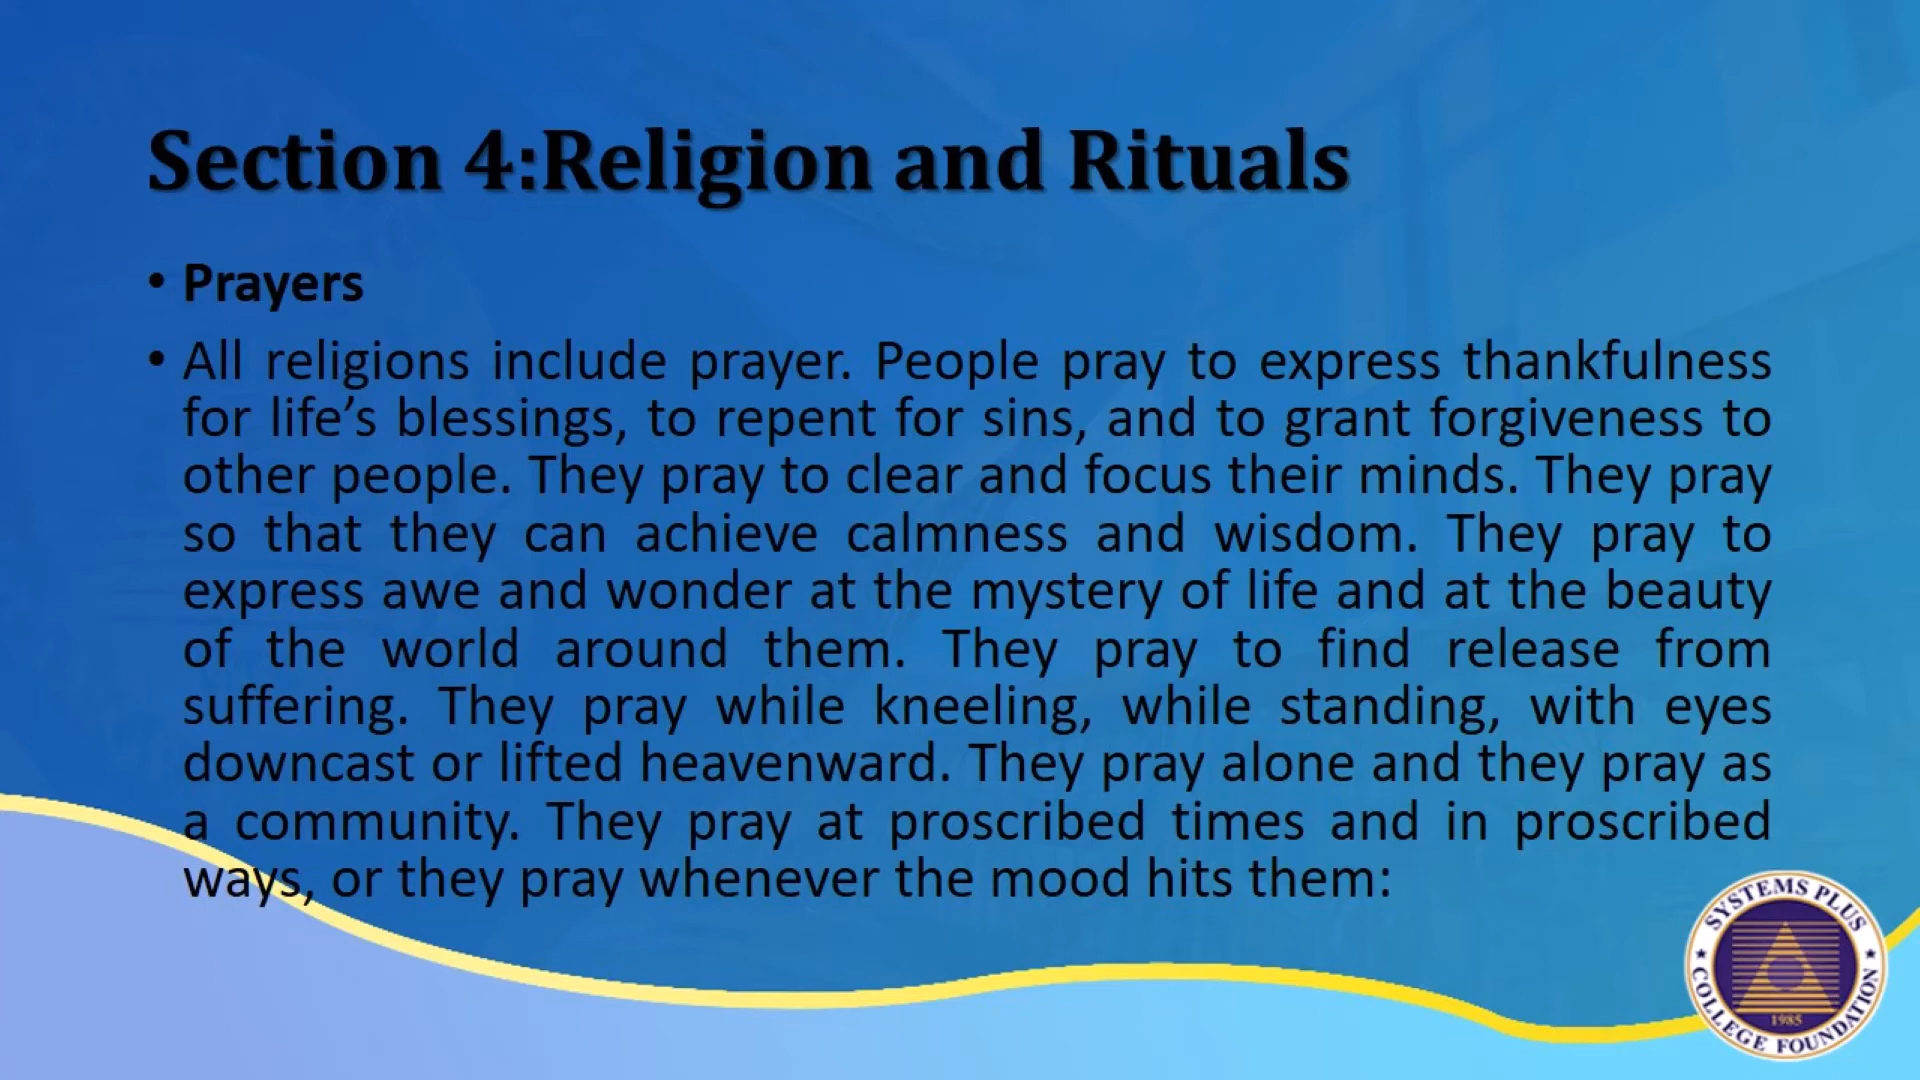 Section 4:Religion and Rituals
• Prayers
• All religions include prayer. People pray to express thankfulness
for life’s blessings, to repent for sins, and to grant forgiveness to
other people. They pray to clear and focus their minds. They pray
so that they can achieve calmness and wisdom. They pray to
express awe and wonder at the mystery of life and at the beauty
of the world around them. They pray to find release from
suffering. They pray while kneeling, while standing, with eyes
downcast or lifted heavenward. They pray alone and they pray as
a community. They pray at proscribed times and in proscribed
ways, or they pray whenever the mood hits them:
SYSTEMS PLUS
COLLEGE FOUNDATION
1985